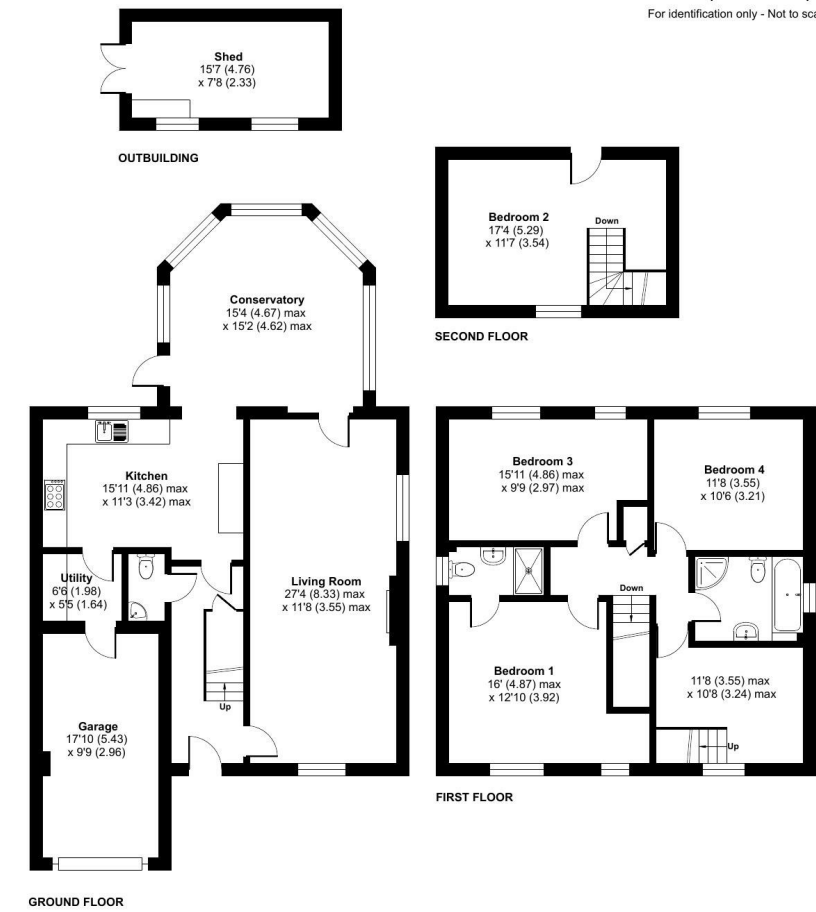 For identification only - Not to sca
Shed
15'7 (4.76)
x 7'8 (2.33)
OUTBUILDING
Bedroom 2
17'4 (5.29)
x 11'7 (3.54)
Down
SECOND FLOOR
Conservatory
15'4 (4.67) max
x 15'2 (4.62) max
Kitchen
15'11 (4.86) max
x 11'3 (3.42) max
Utility
6'6 (1.98)
x 5'5 (1.64)
Living Room
27'4 (8.33) max
x 11'8 (3.55) max
Up
Garage
17'10 (5.43)
x 9'9 (2.96)
GROUND FLOOR
Bedroom 3
15'11 (4.86) max
x 9'9 (2.97) max
Bedroom 4
11'8 (3.55)
x 10'6 (3.21)
Down
Bedroom 1
16' (4.87) max
x 12'10 (3.92)
11'8 (3.55) max
x 10'8 (3.24) max
Up
FIRST FLOOR